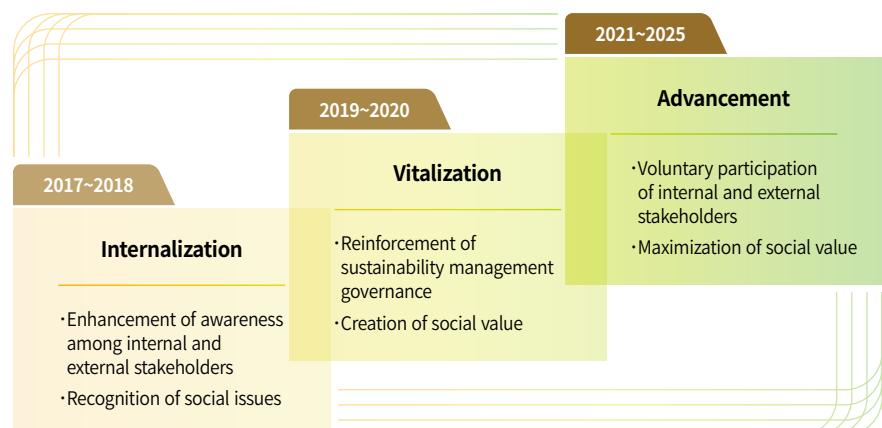 2017~2018
Internalization
·Enhancement of awareness
among internal and
external stakeholders
·Recognition of social issues
2019~2020
Vitalization
·Reinforcement of
sustainability management
governance
·Creation of social value
2021~2025
Advancement
·Voluntary participation
of internal and external
stakeholders
·Maximization of social value